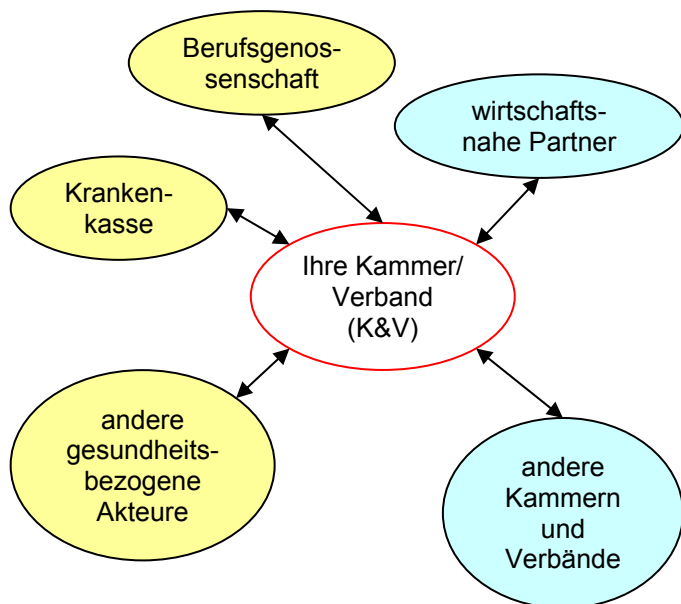 Berufsgenos-
senschaft
wirtschafts-
nahe Partner
Kranken-
kasse
Ihre Kammer/
Verband
(K&V)
andere
gesundheits-
bezogene
Akteure
andere
Kammern
und
Verbände